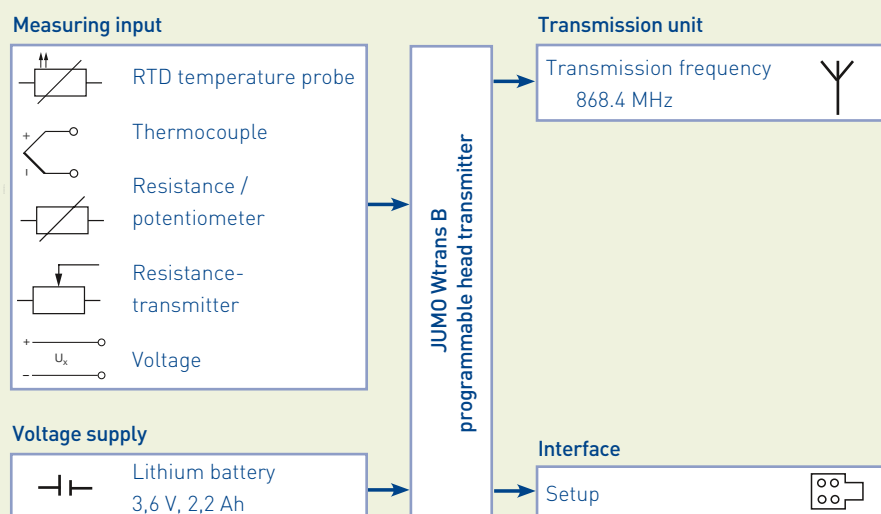 Measuring input
RTD temperature probe
+
Thermocouple
-
Resistance /
potentiometer
Resistance-
transmitter
+
Ux
Voltage
-
Voltage supply
Lithium battery
3,6 V, 2,2 Ah
JUMO Wtrans B
programmable head transmitter
Transmission unit
Transmission frequency
868.4 MHz
Interface
Setup